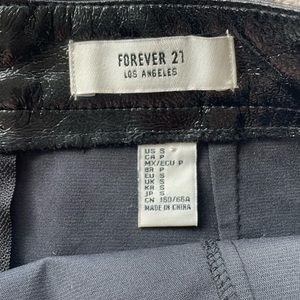 FOREVER 21
LOS ANGELES
US S
CA P
MX/ECU P
BR P
EU S
UK S
KR S
JP S
CN 160/66A
MADE IN CHINA